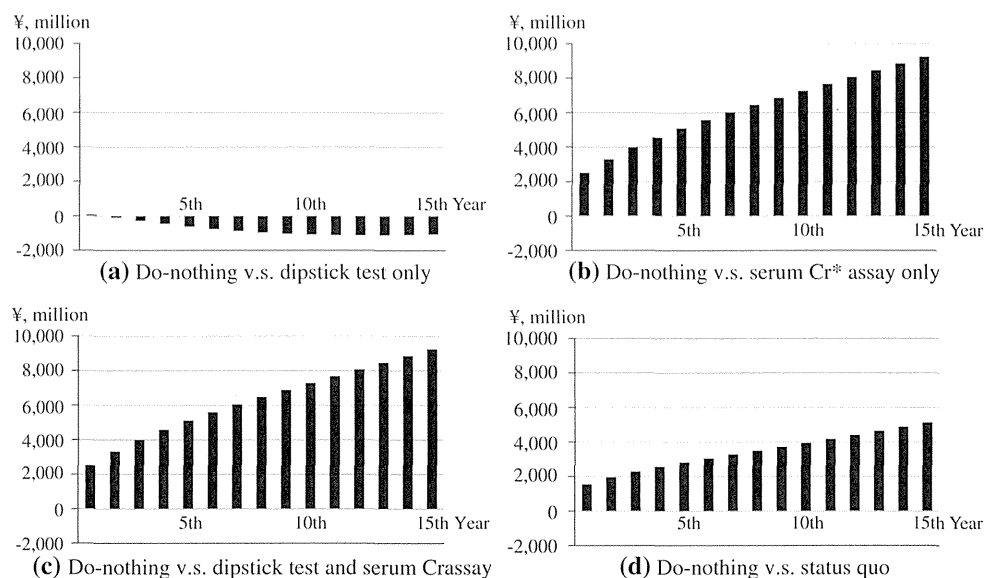 ¥, million
10,000
8,000
6,000
4,000
2,000
0
-2,000
5th 10th 15th Year
(a) Do-nothing v.s. dipstick test only
¥, million
10,000
8,000
6,000
4,000
2,000
0
-2,000
5th 10th 15th Year
(b) Do-nothing v.s. serum Cr* assay only
¥, million
10,000
8,000
6,000
4,000
2,000
0
-2,000
5th 10th 15th Year
(c) Do-nothing v.s. dipstick test and serum Crassay
¥, million
10,000
8,000
6,000
4,000
2,000
0
-2,000
5th 10th 15th Year
(d) Do-nothing v.s. status quo